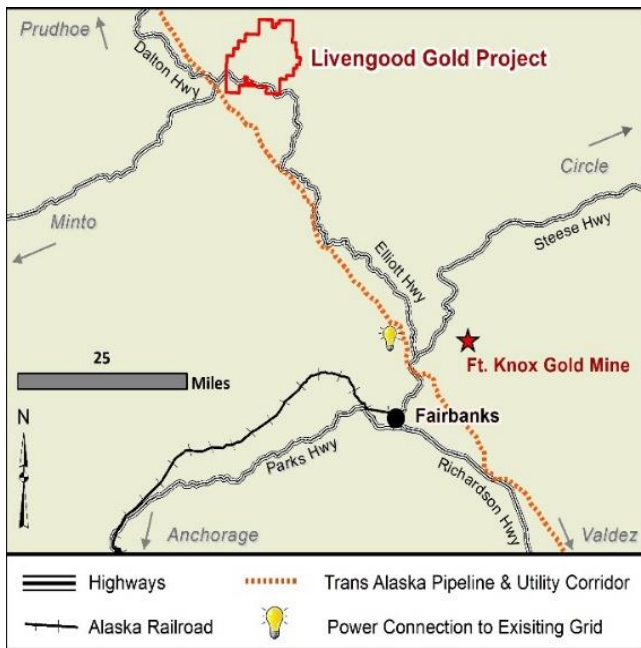 Prudhoe
Dalton Hwy
Livengood Gold Project
Circle
Minto
Steese Hwy
Elliott Hwy
25
Miles
Ft. Knox Gold Mine
N
Fairbanks
Parks Hwy
Richardson Hwy
Anchorage
Valdez
Highways
Trans Alaska Pipeline & Utility Corridor
Alaska Railroad
Power Connection to Exisiting Grid